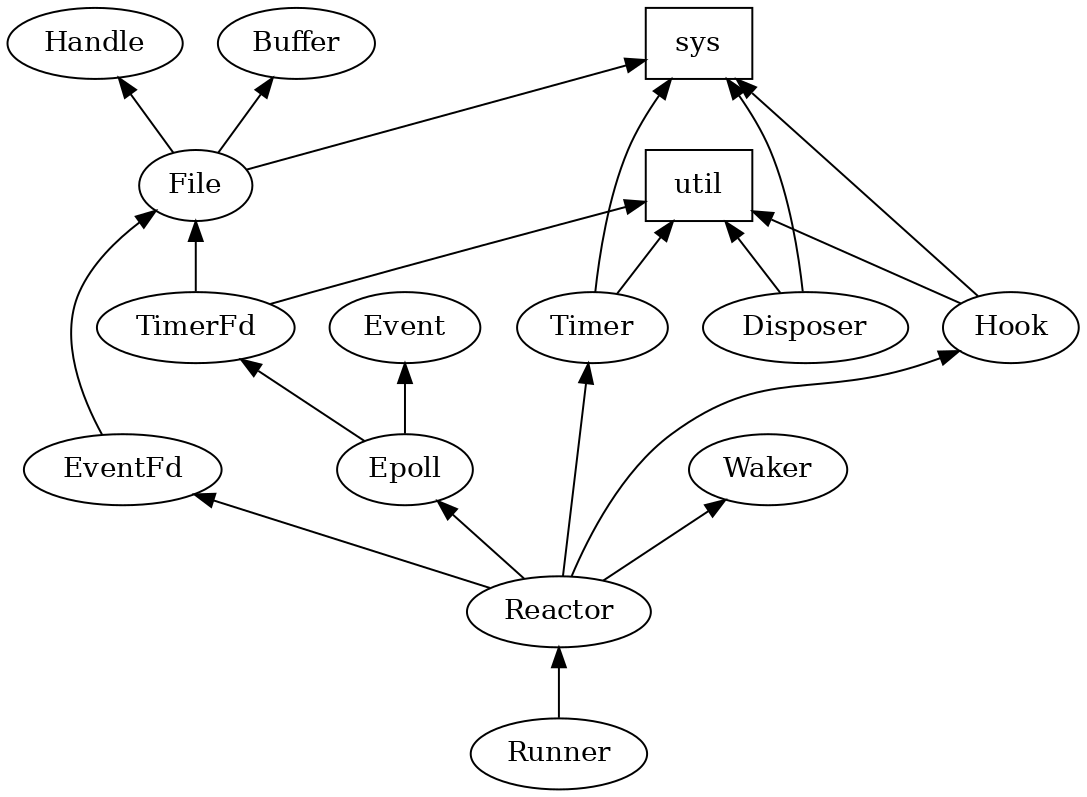 Handle
Buffer
sys
File
util
TimerFd
Event
Timer
Disposer
Hook
EventFd
Epoll
Waker
Reactor
Runner